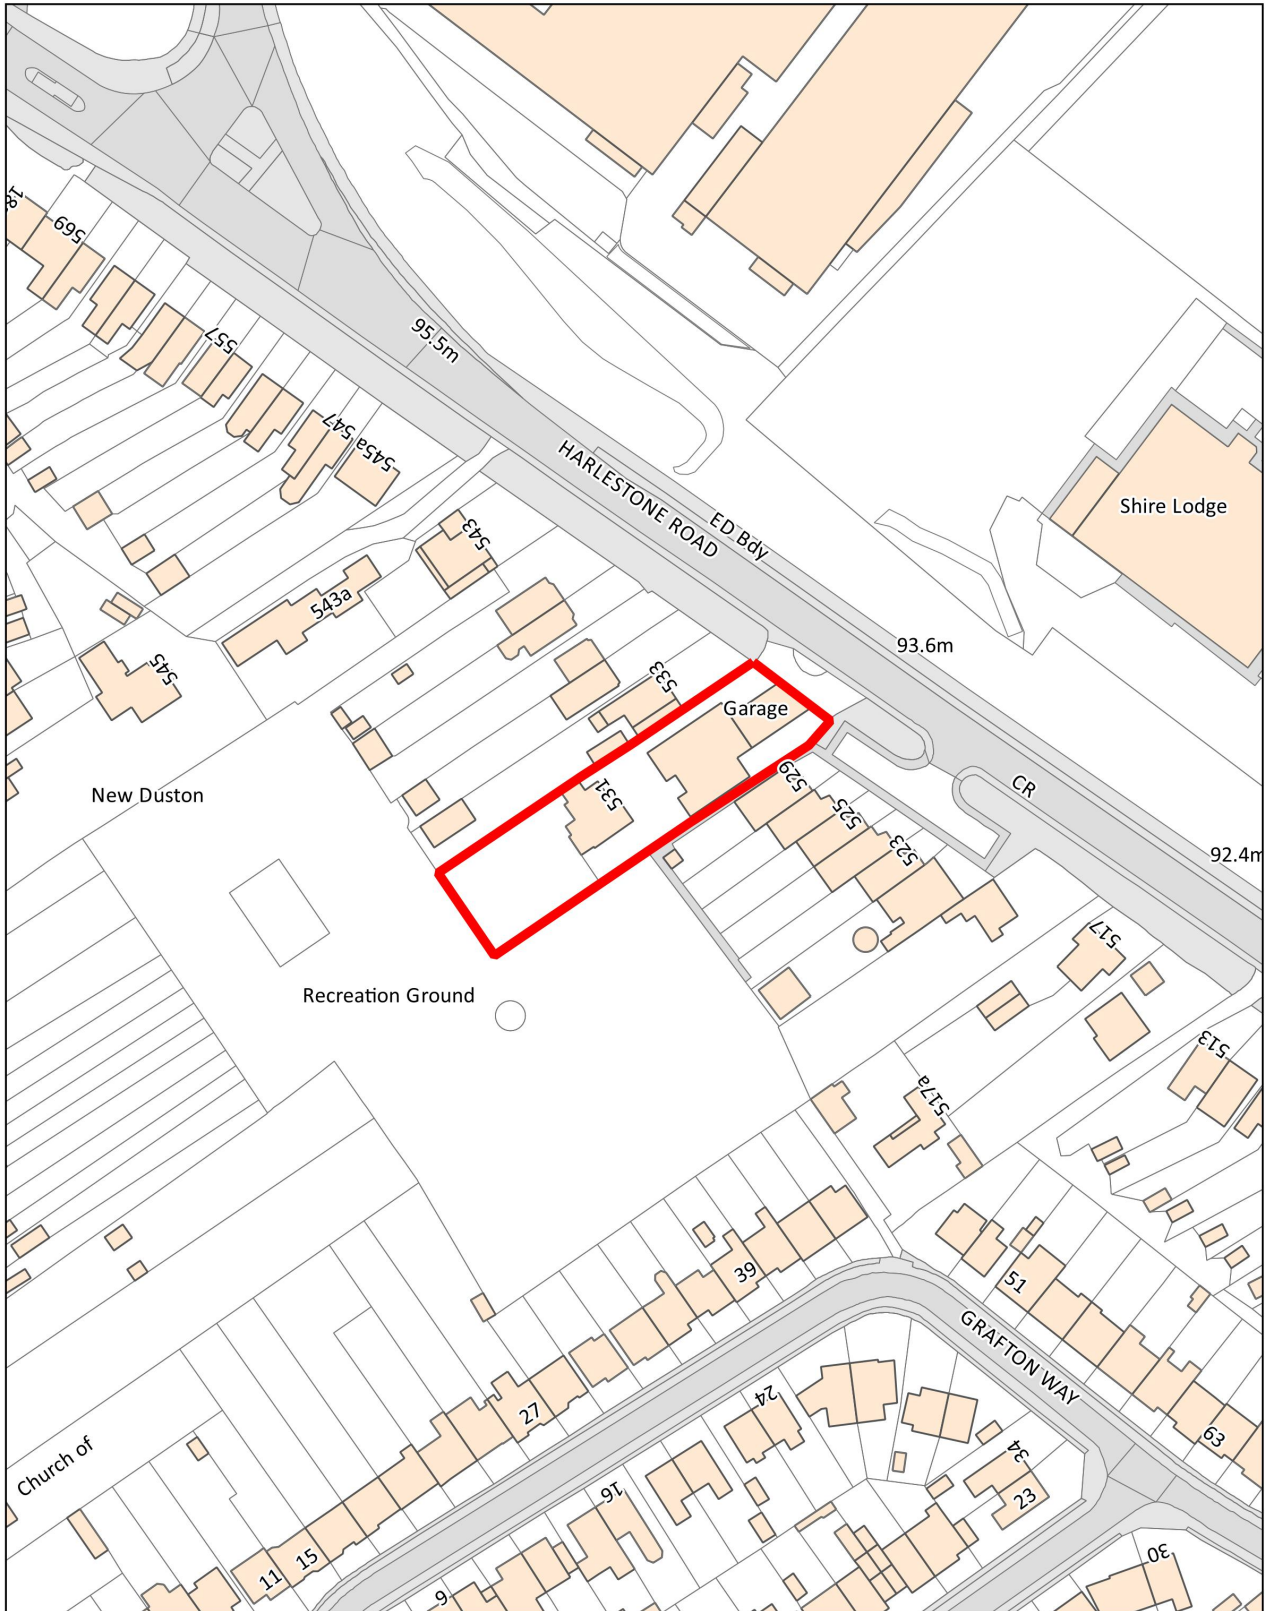 18
569
557
95.5m
547
545a
HARLESTONE ROAD
ED Bdy
Shire Lodge
543
543a
545
93.6m
533
Garage
New Duston
531
529
525
523
CR
92.4m
517
Recreation Ground
513
517a
39
51
GRAFTON WAY
27
24
63
Church of
34
23
16
15
11
9
30